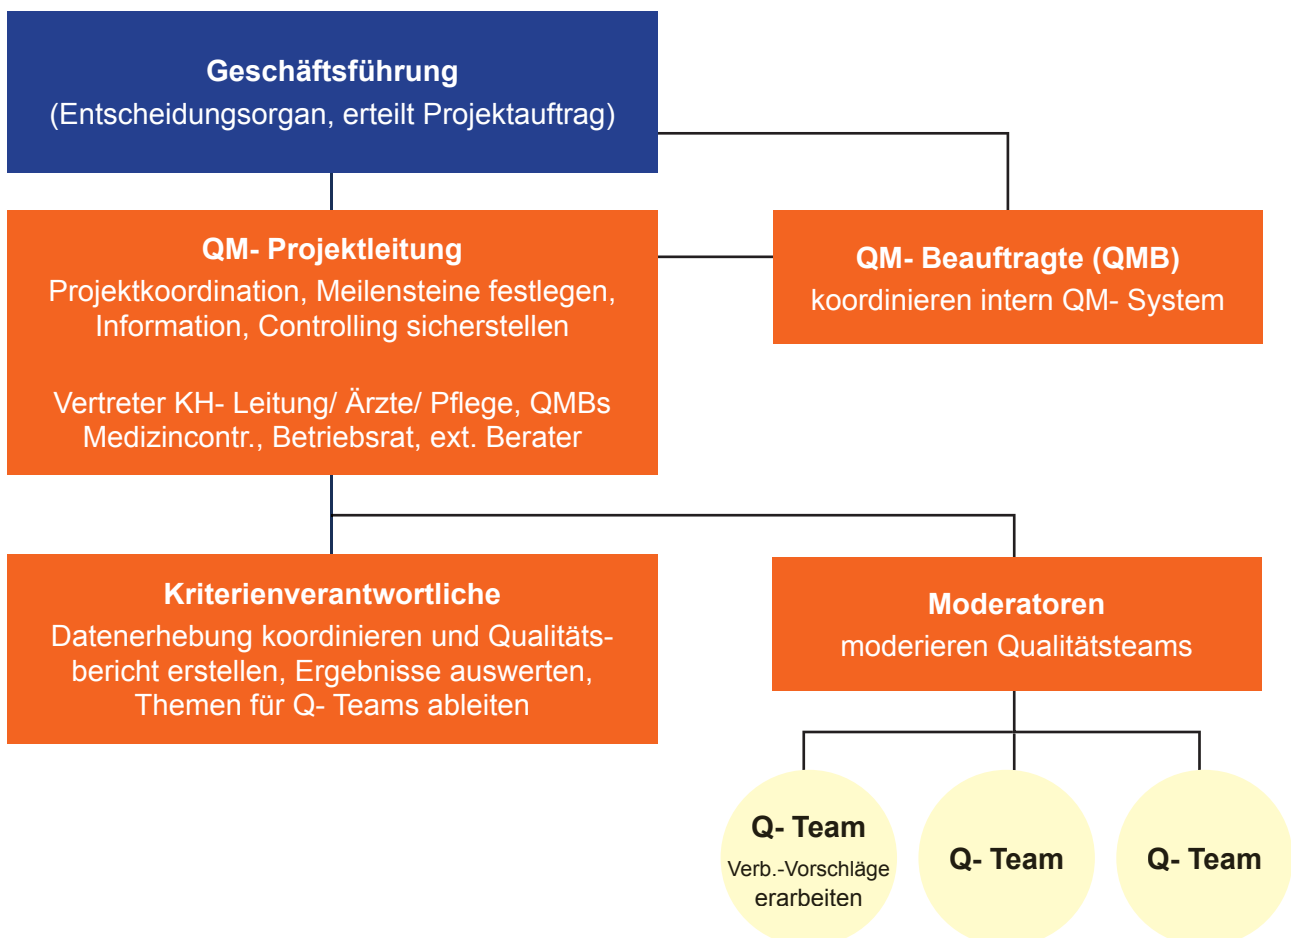 Geschäftsführung
(Entscheidungsorgan, erteilt Projektauftrag)
QM- Projektleitung
Projektkoordination, Meilensteine festlegen,
Information, Controlling sicherstellen
Vertreter KH- Leitung/ Ärzte/ Pflege, QMBs
Medizincontr., Betriebsrat, ext. Berater
QM- Beauftragte (QMB)
koordinieren intern QM- System
Kriterienverantwortliche
Datenerhebung koordinieren und Qualitäts-
bericht erstellen, Ergebnisse auswerten,
Themen für Q- Teams ableiten
Moderatoren
moderieren Qualitätsteams
Q- Team
Verb.-Vorschläge
erarbeiten
Q- Team
Q- Team